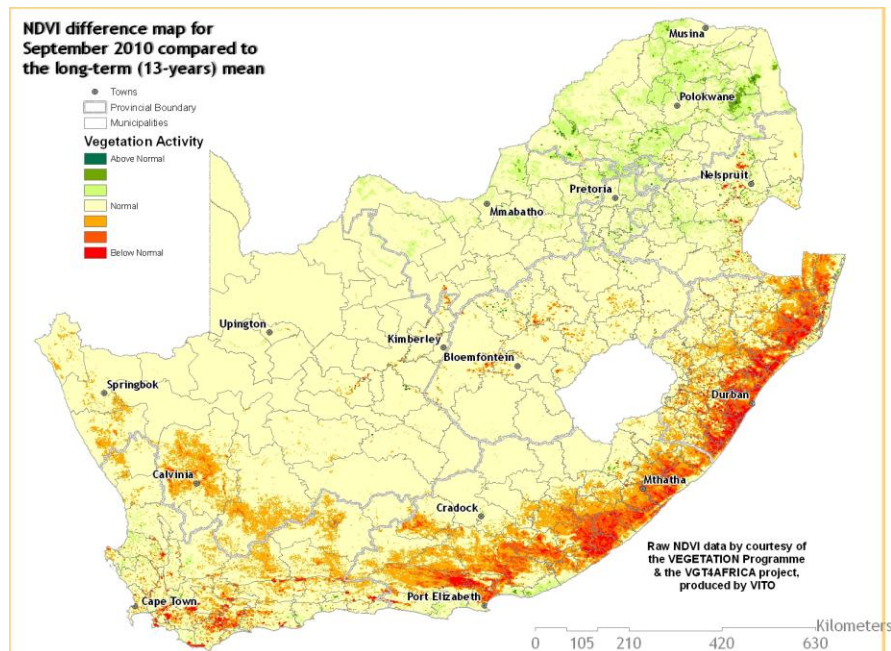 NDVI difference map for
September 2010 compared to
the long-term (13-years) mean
Towns
Provincial Boundary
Municipalities
Vegetation Activity
Above Normal
Normal
Below Normal
Musina
Polokwane
Nelspruit
Pretoria
Mmabatho
Upington
Kimberley
Bloemfontein
Springbok
Durban
Calvinia
Mthatha
Cradock
Raw NDVI data by courtesy of
the VEGETATION Programme
& the VGT4AFRICA project,
produced by VITO
Cape Town
Port Elizabeth
Kilometers
0 105 210 420 630